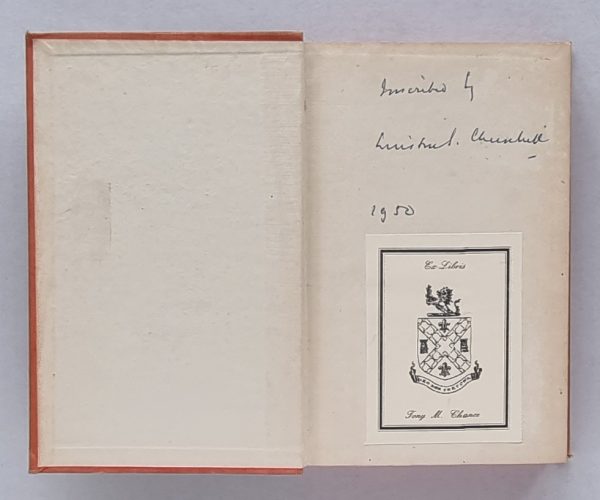 Inscribed by
Winston S. Churchill
1950
Ex-Libris
Tony M. Chance